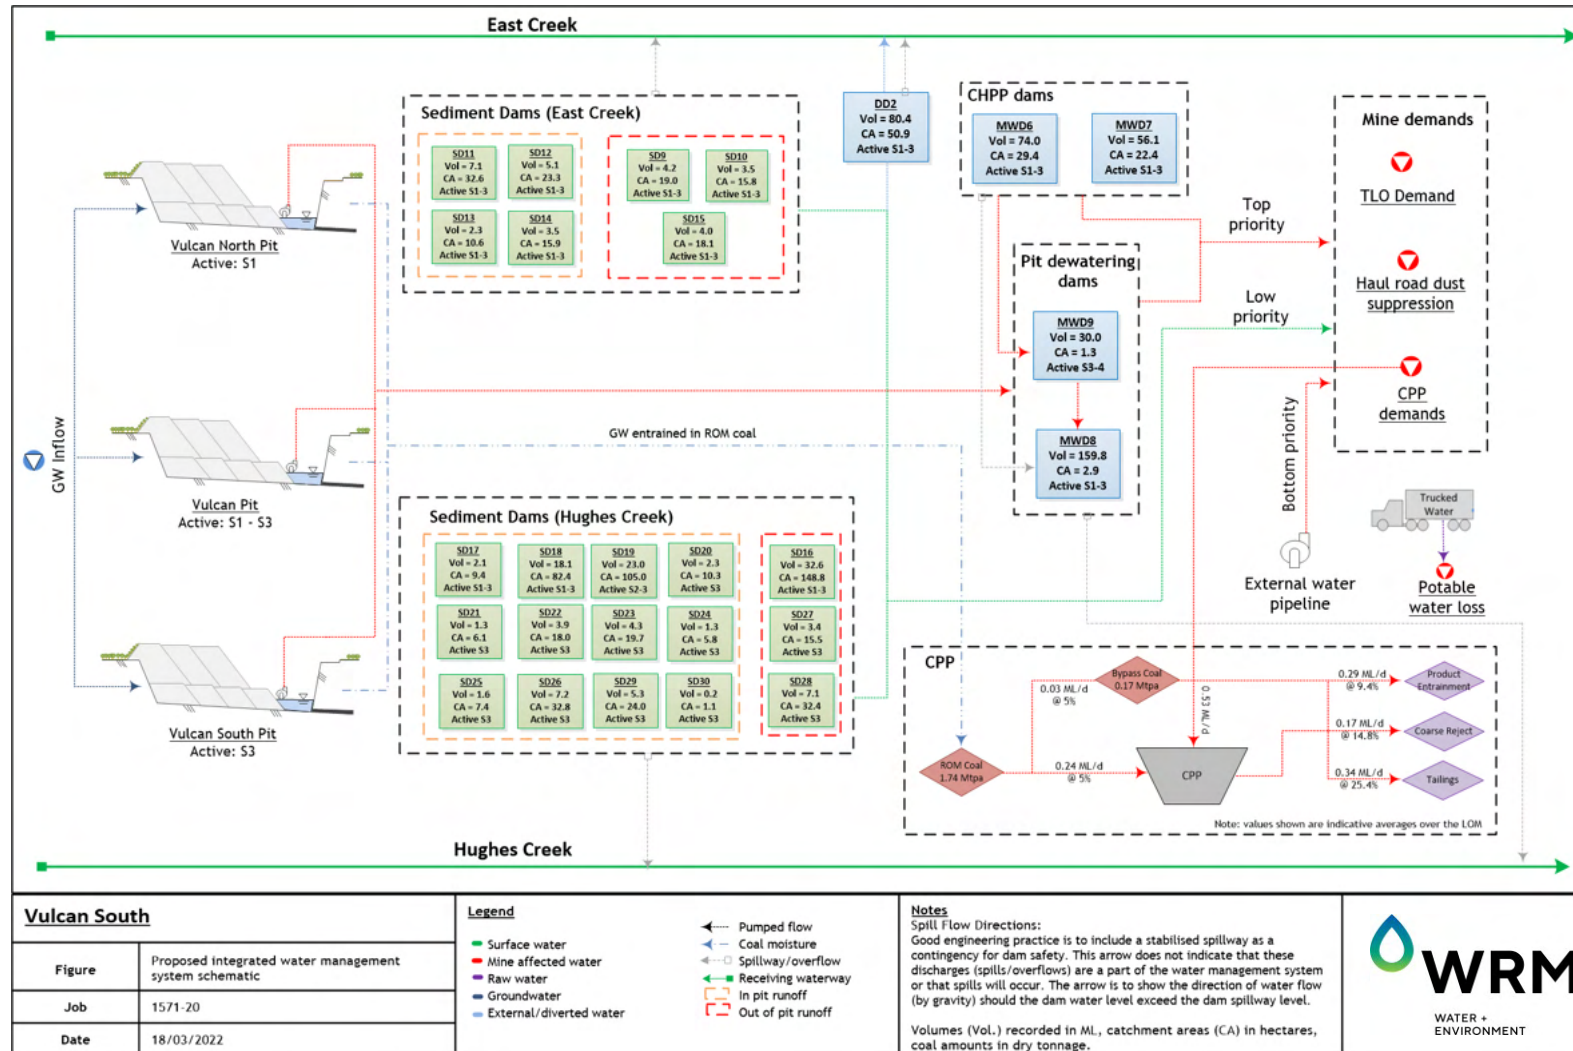 East Creek
Sediment Dams (East Creek)
SD11
Vol = 7.1
CA = 32.6
Active S1-3
SD12
Vol = 5.1
CA = 23.3
Active S1-3
SD13
Vol = 2.3
CA = 10.6
Active S1-3
SD14
Vol = 3.5
CA = 15.9
Active S1-3
SD9
Vol = 4.2
CA = 19.0
Active S1-3
SD10
Vol = 3.5
CA = 15.8
Active S1-3
SD15
Vol = 4.0
CA = 18.1
Active S1-3
DD2
Vol = 80.4
CA = 50.9
Active S1-3
CHPP dams
MWD6
Vol = 74.0
CA = 29.4
Active S1-3
MWD7
Vol = 56.1
CA = 22.4
Active S1-3
Pit dewatering
dams
MWD9
Vol = 30.0
CA = 1.3
Active S3-4
MWD8
Vol = 159.8
CA = 2.9
Active S1-3
Top
priority
Low
priority
Bottom priority
Mine demands
TLO Demand
Haul road dust
suppression
CPP
demands
External water
pipeline
Trucked
Water
Potable
water loss
GW Inflow
Vulcan North Pit
Active: S1
Vulcan Pit
Active: S1 - S3
Vulcan South Pit
Active: S3
GW entrained in ROM coal
Sediment Dams (Hughes Creek)
SD17
Vol = 2.1
CA = 9.4
Active S1-3
SD18
Vol = 18.1
CA = 82.4
Active S1-3
SD19
Vol = 23.0
CA = 105.0
Active S2-3
SD20
Vol = 2.3
CA = 10.3
Active S3
SD16
Vol = 32.6
CA = 148.8
Active S1-3
SD21
Vol = 1.3
CA = 6.1
Active S3
SD22
Vol = 3.9
CA = 18.0
Active S3
SD23
Vol = 4.3
CA = 19.7
Active S3
SD24
Vol = 1.3
CA = 5.8
Active S3
SD27
Vol = 3.4
CA = 15.5
Active S3
SD25
Vol = 1.6
CA = 7.4
Active S3
SD26
Vol = 7.2
CA = 32.8
Active S3
SD29
Vol = 5.3
CA = 24.0
Active S3
SD30
Vol = 0.2
CA = 1.1
Active S3
SD28
Vol = 7.1
CA = 32.4
Active S3
CPP
ROM Coal
1.74 Mtpa
0.03 ML/d
@ 5%
Bypass Coal
0.17 Mtpa
0.24 ML/d
@ 5%
0.53 ML/d
CPP
0.29 ML/d
@ 9.4%
Product
Entrainment
0.17 ML/d
@ 14.8%
Coarse Reject
0.34 ML/d
@ 25.4%
Tailings
Note: values shown are indicative averages over the LOM
Hughes Creek
Vulcan South
Figure
Proposed integrated water management
system schematic
Job
1571-20
Date
18/03/2022
Legend
Surface water
Mine affected water
Raw water
Groundwater
External/diverted water
Pumped flow
Coal moisture
Spillway/overflow
Receiving waterway
In pit runoff
Out of pit runoff
Notes
Spill Flow Directions:
Good engineering practice is to include a stabilised spillway as a
contingency for dam safety. This arrow does not indicate that these
discharges (spills/overflows) are a part of the water management system
or that spills will occur. The arrow is to show the direction of water flow
(by gravity) should the dam water level exceed the dam spillway level.
Volumes (Vol.) recorded in ML, catchment areas (CA) in hectares,
coal amounts in dry tonnage.
WRM
WATER +
ENVIRONMENT